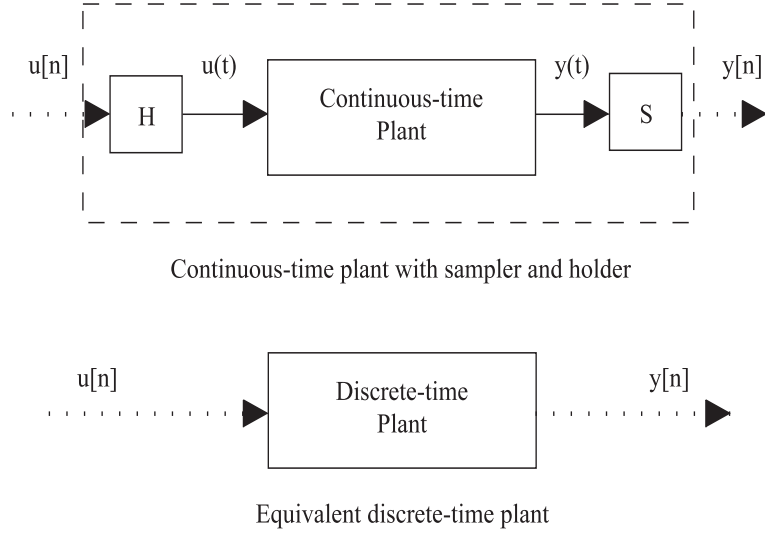 u[n]
u(t)
y(t)
y[n]
H
Continuous-time
Plant
S
Continuous-time plant with sampler and holder
u[n]
y[n]
Discrete-time
Plant
Equivalent discrete-time plant